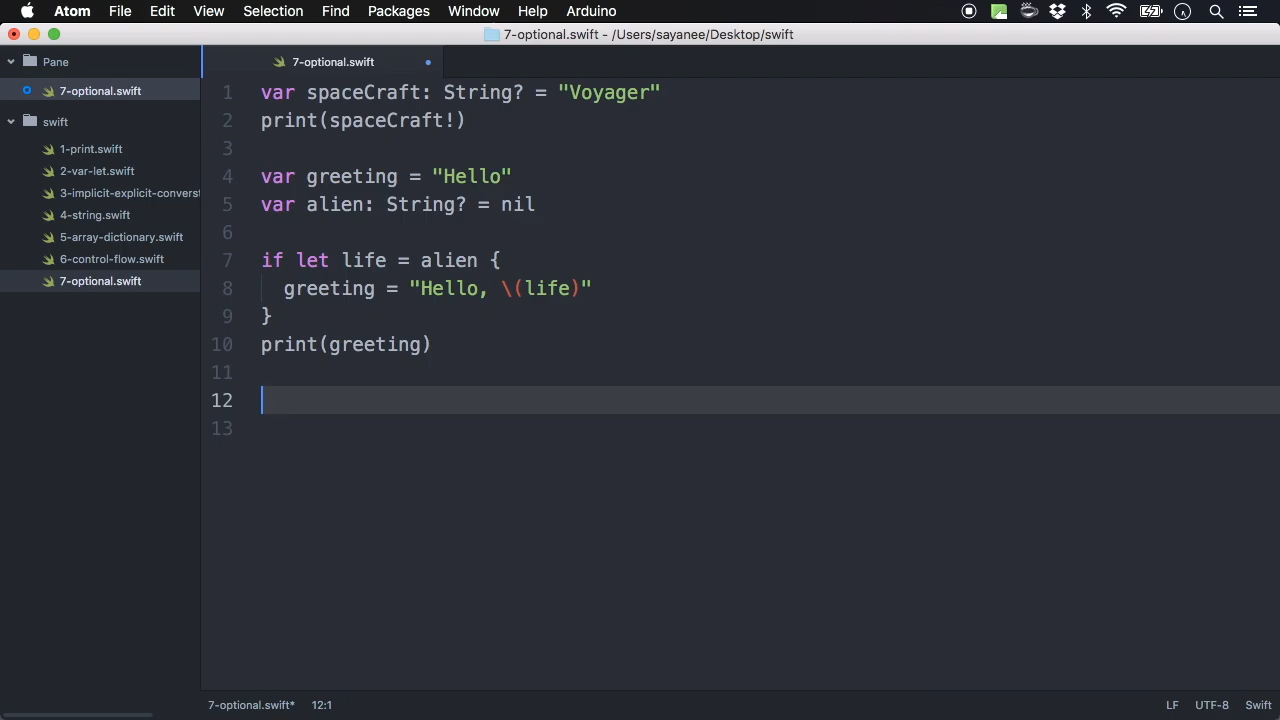 Atom File Edit View Selection Find Packages Window Help Arduino
7-optional.swift - /Users/sayanee/Desktop/swift
Pane
7-optional.swift
swift
1-print.swift
2-var-let.swift
3-implicit-explicit-converst
4-string.swift
5-array-dictionary.swift
6-control-flow.swift
7-optional.swift
7-optional.swift
1 var spaceCraft: String? = "Voyager"
2 print(spaceCraft!)
3
4 var greeting = "Hello"
5 var alien: String? = nil
6
7 if let life = alien {
8 greeting = "Hello, \(life)"
9 }
10 print(greeting)
11
12
13
7-optional.swift* 12:1 LF UTF-8 Swift